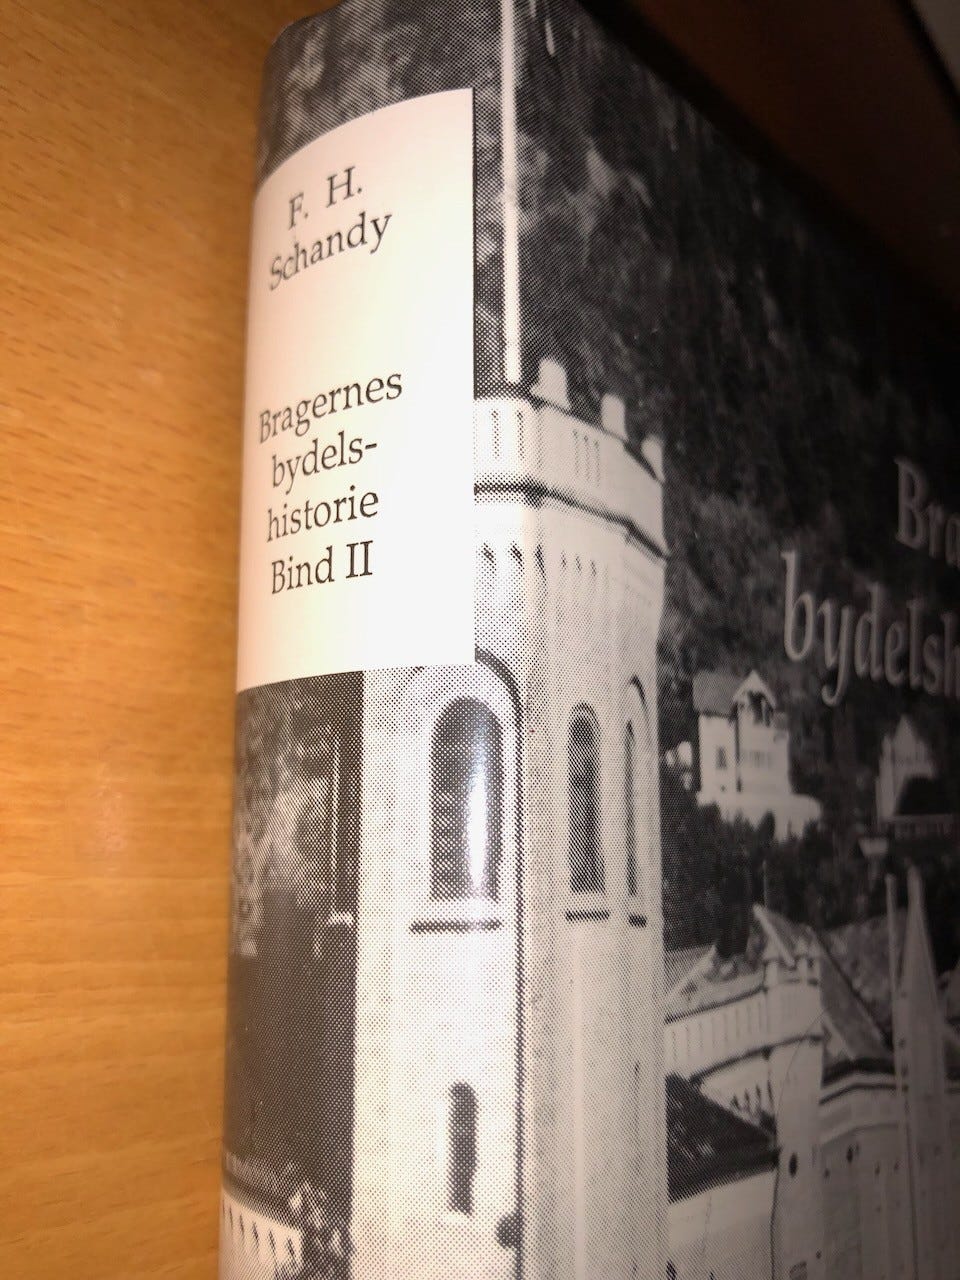 F. H.
Schandy
Bragernes
bydels-
historie
Bind II